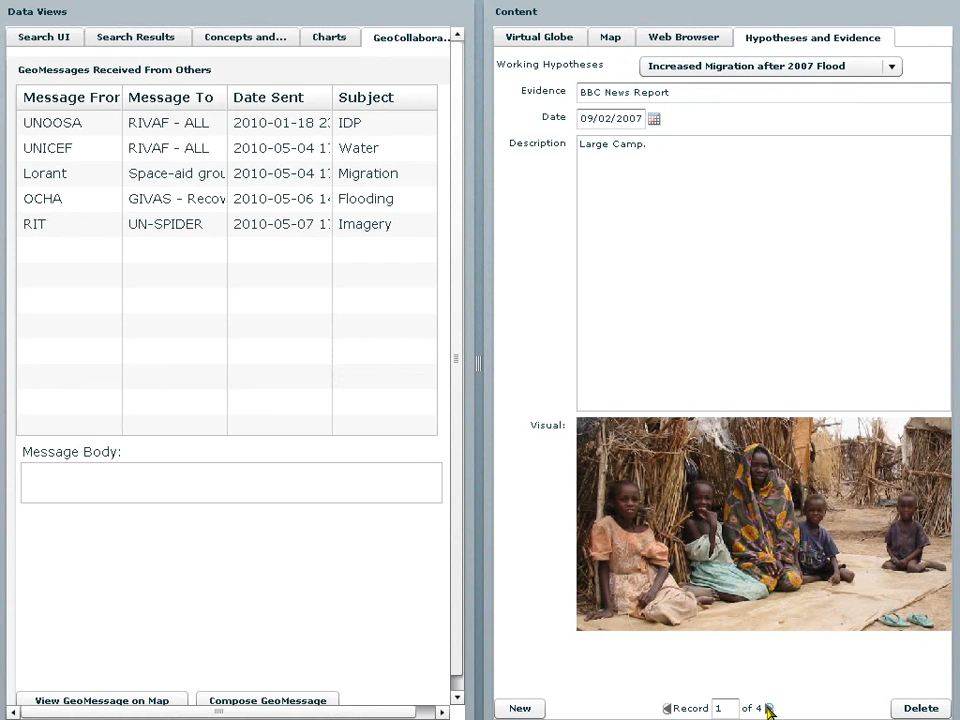 Data Views
Search UI
Search Results
Concepts and...
Charts
GeoCollabora..
GeoMessages Received From Others
Message Fror Message To Date Sent Subject
UNOOSA RIVAF - ALL 2010-01-18 2 IDP
UNICEF RIVAF - ALL 2010-05-04 1 Water
Lorant Space-aid grou 2010-05-04 1 Migration
OCHA GIVAS - Recov 2010-05-06 14 Flooding
RIT UN-SPIDER 2010-05-07 1 Imagery
Message Body:
View GeoMessage on Map
Compose GeoMessage
Content
Virtual Globe
Map
Web Browser
Hypotheses and Evidence
Working Hypotheses Increased Migration after 2007 Flood
Evidence BBC News Report
Date 09/02/2007
Description Large Camp.
Visual:
New
Record 1 of 4
Delete